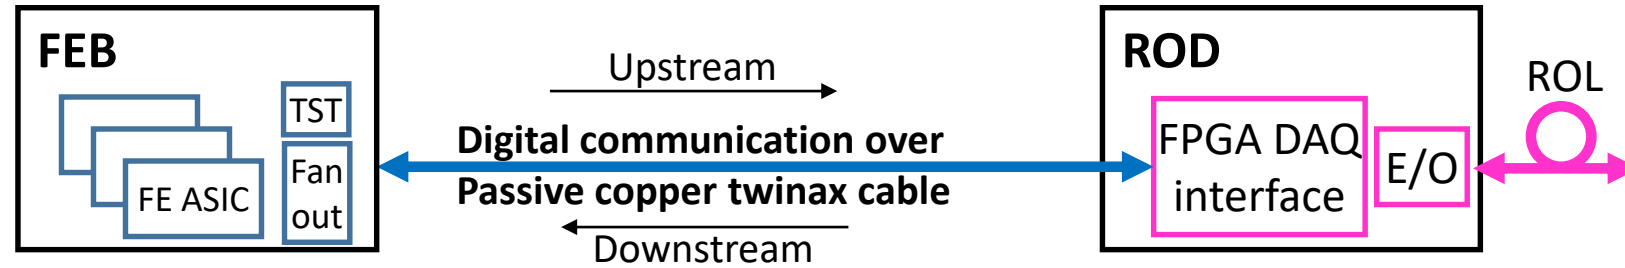 FEB
TST
Fan
out
FE ASIC
Upstream
Digital communication over
Passive copper twinax cable
Downstream
ROD
FPGA DAQ
interface
E/O
ROL